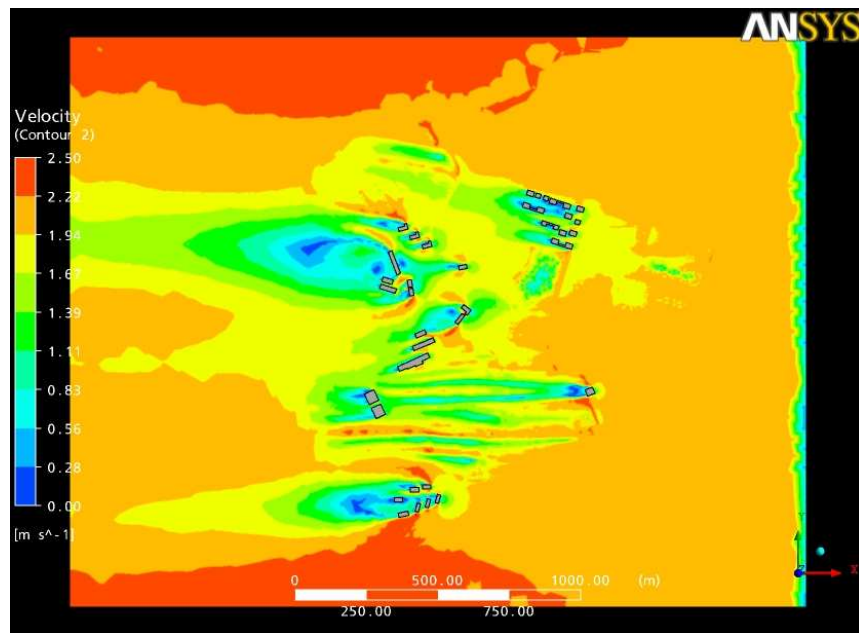 ANSYS
Velocity
(Contour 2)
2.50
2.22
1.94
1.67
1.39
1.11
0.83
0.56
0.28
0.00
[m s^-1]
Y
Z
X
0 500.00 1000.00 (m)
250.00 750.00